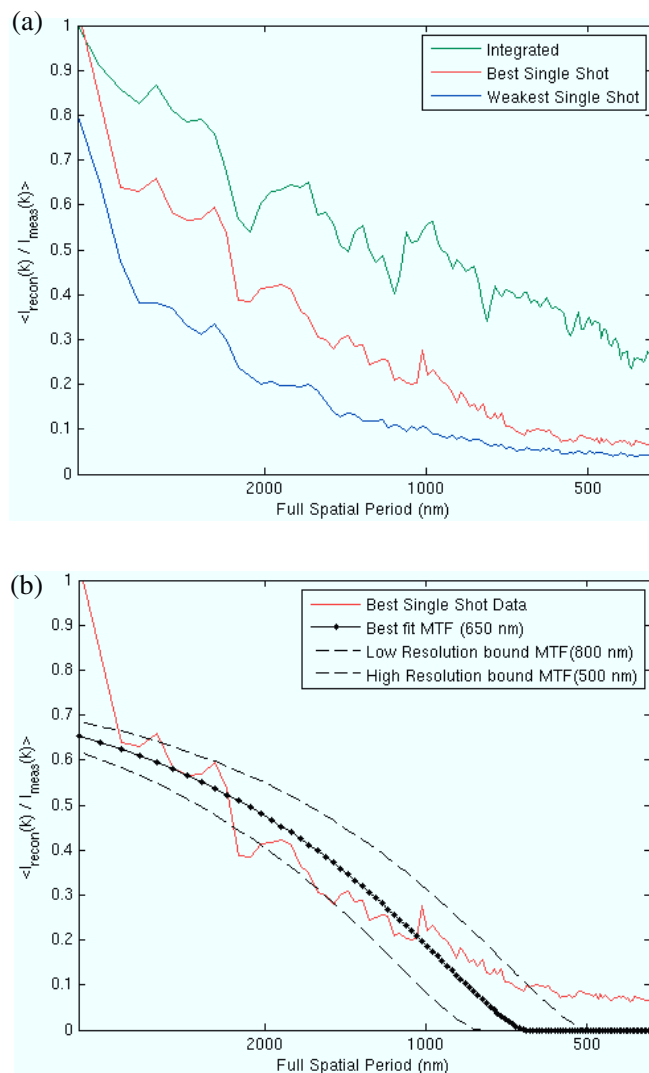 (a)
1
0.9
0.8
0.7
0.6
0.5
0.4
0.3
0.2
0.1
0
<I_recon(k) / I_meas(k)>
Integrated
Best Single Shot
Weakest Single Shot
2000
1000
500
Full Spatial Period (nm)
(b)
1
0.9
0.8
0.7
0.6
0.5
0.4
0.3
0.2
0.1
0
<I_recon(k) / I_meas(k)>
Best Single Shot Data
Best fit MTF (650 nm)
Low Resolution bound MTF(800 nm)
High Resolution bound MTF(500 nm)
2000
1000
500
Full Spatial Period (nm)